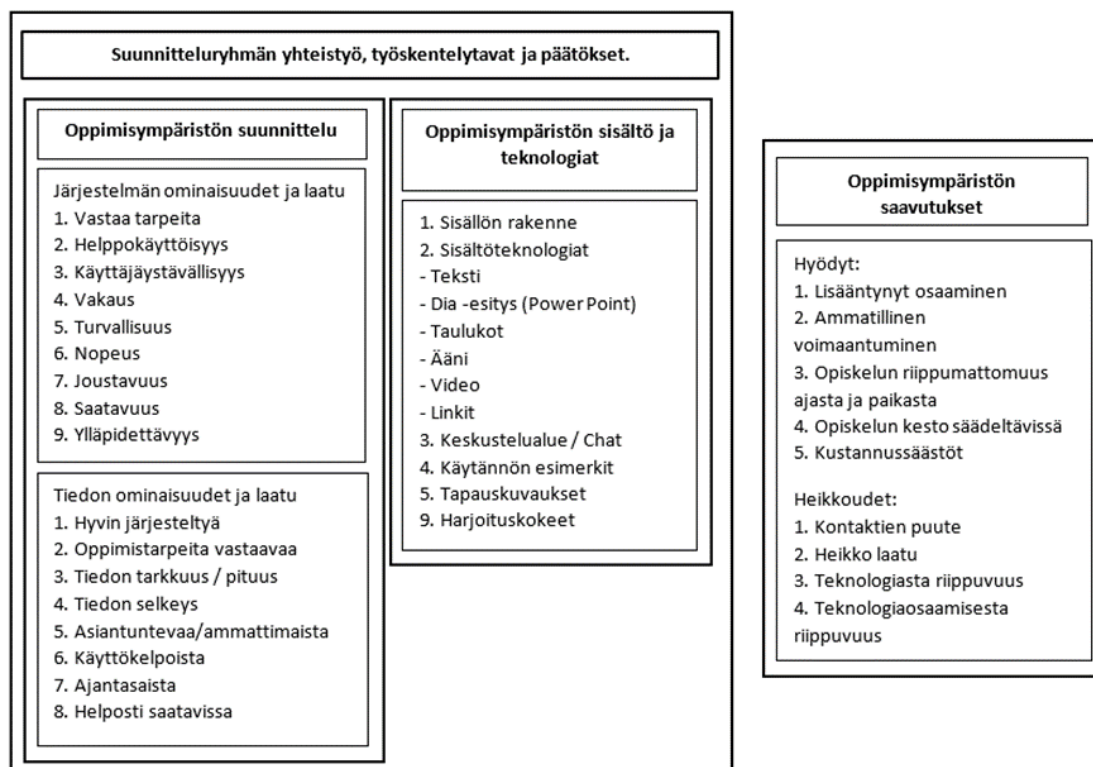 Suunnitteluryhmän yhteistyö, työskentelytavat ja päätökset.
Oppimisympäristön suunnittelu
Järjestelmän ominaisuudet ja laatu
1. Vastaa tarpeita
2. Helppokäyttöisyys
3. Käyttäjäystävällisyys
4. Vakaus
5. Turvallisuus
6. Nopeus
7. Joustavuus
8. Saatavuus
9. Ylläpidettävyys
Tiedon ominaisuudet ja laatu
1. Hyvin järjesteltyä
2. Oppimistarpeita vastaavaa
3. Tiedon tarkkuus / pituus
4. Tiedon selkeys
5. Asiantuntevaa/ammattimaista
6. Käyttökelpoista
7. Ajantasaista
8. Helposti saatavissa
Oppimisympäristön sisältö ja
teknologiat
1. Sisällön rakenne
2. Sisältöteknologiat
- Teksti
- Dia -esitys (Power Point)
- Taulukot
- Ääni
- Video
- Linkit
3. Keskustelualue / Chat
4. Käytännön esimerkit
5. Tapauskuvaukset
9. Harjoituskokeet
Oppimisympäristön
saavutukset
Hyödyt:
1. Lisääntynyt osaaminen
2. Ammatillinen
voimaantuminen
3. Opiskelun riippumattomuus
ajasta ja paikasta
4. Opiskelun kesto säädeltävissä
5. Kustannussäästöt
Heikkoudet:
1. Kontaktien puute
2. Heikko laatu
3. Teknologiasta riippuvuus
4. Teknologiaosaamisesta
riippuvuus